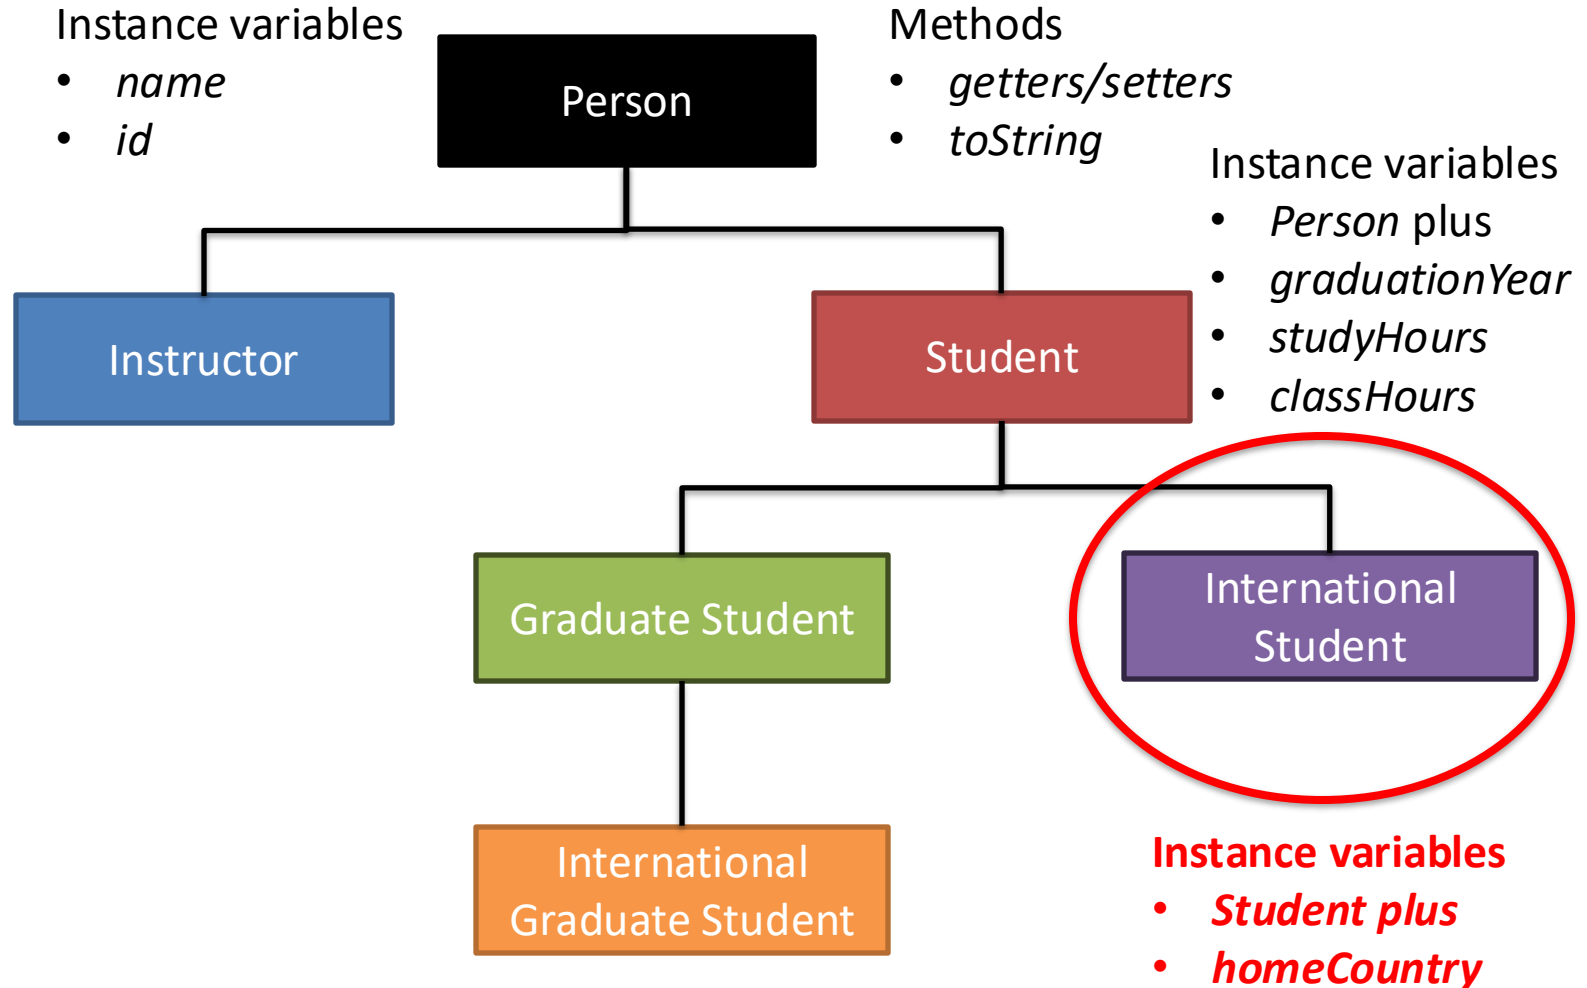 Instance variables
• name
• id
Person
Methods
• getters/setters
• toString
Instance variables
• Person plus
• graduationYear
• studyHours
• classHours
Instructor
Student
Graduate Student
International
Student
International
Graduate Student
Instance variables
• Student plus
• homeCountry